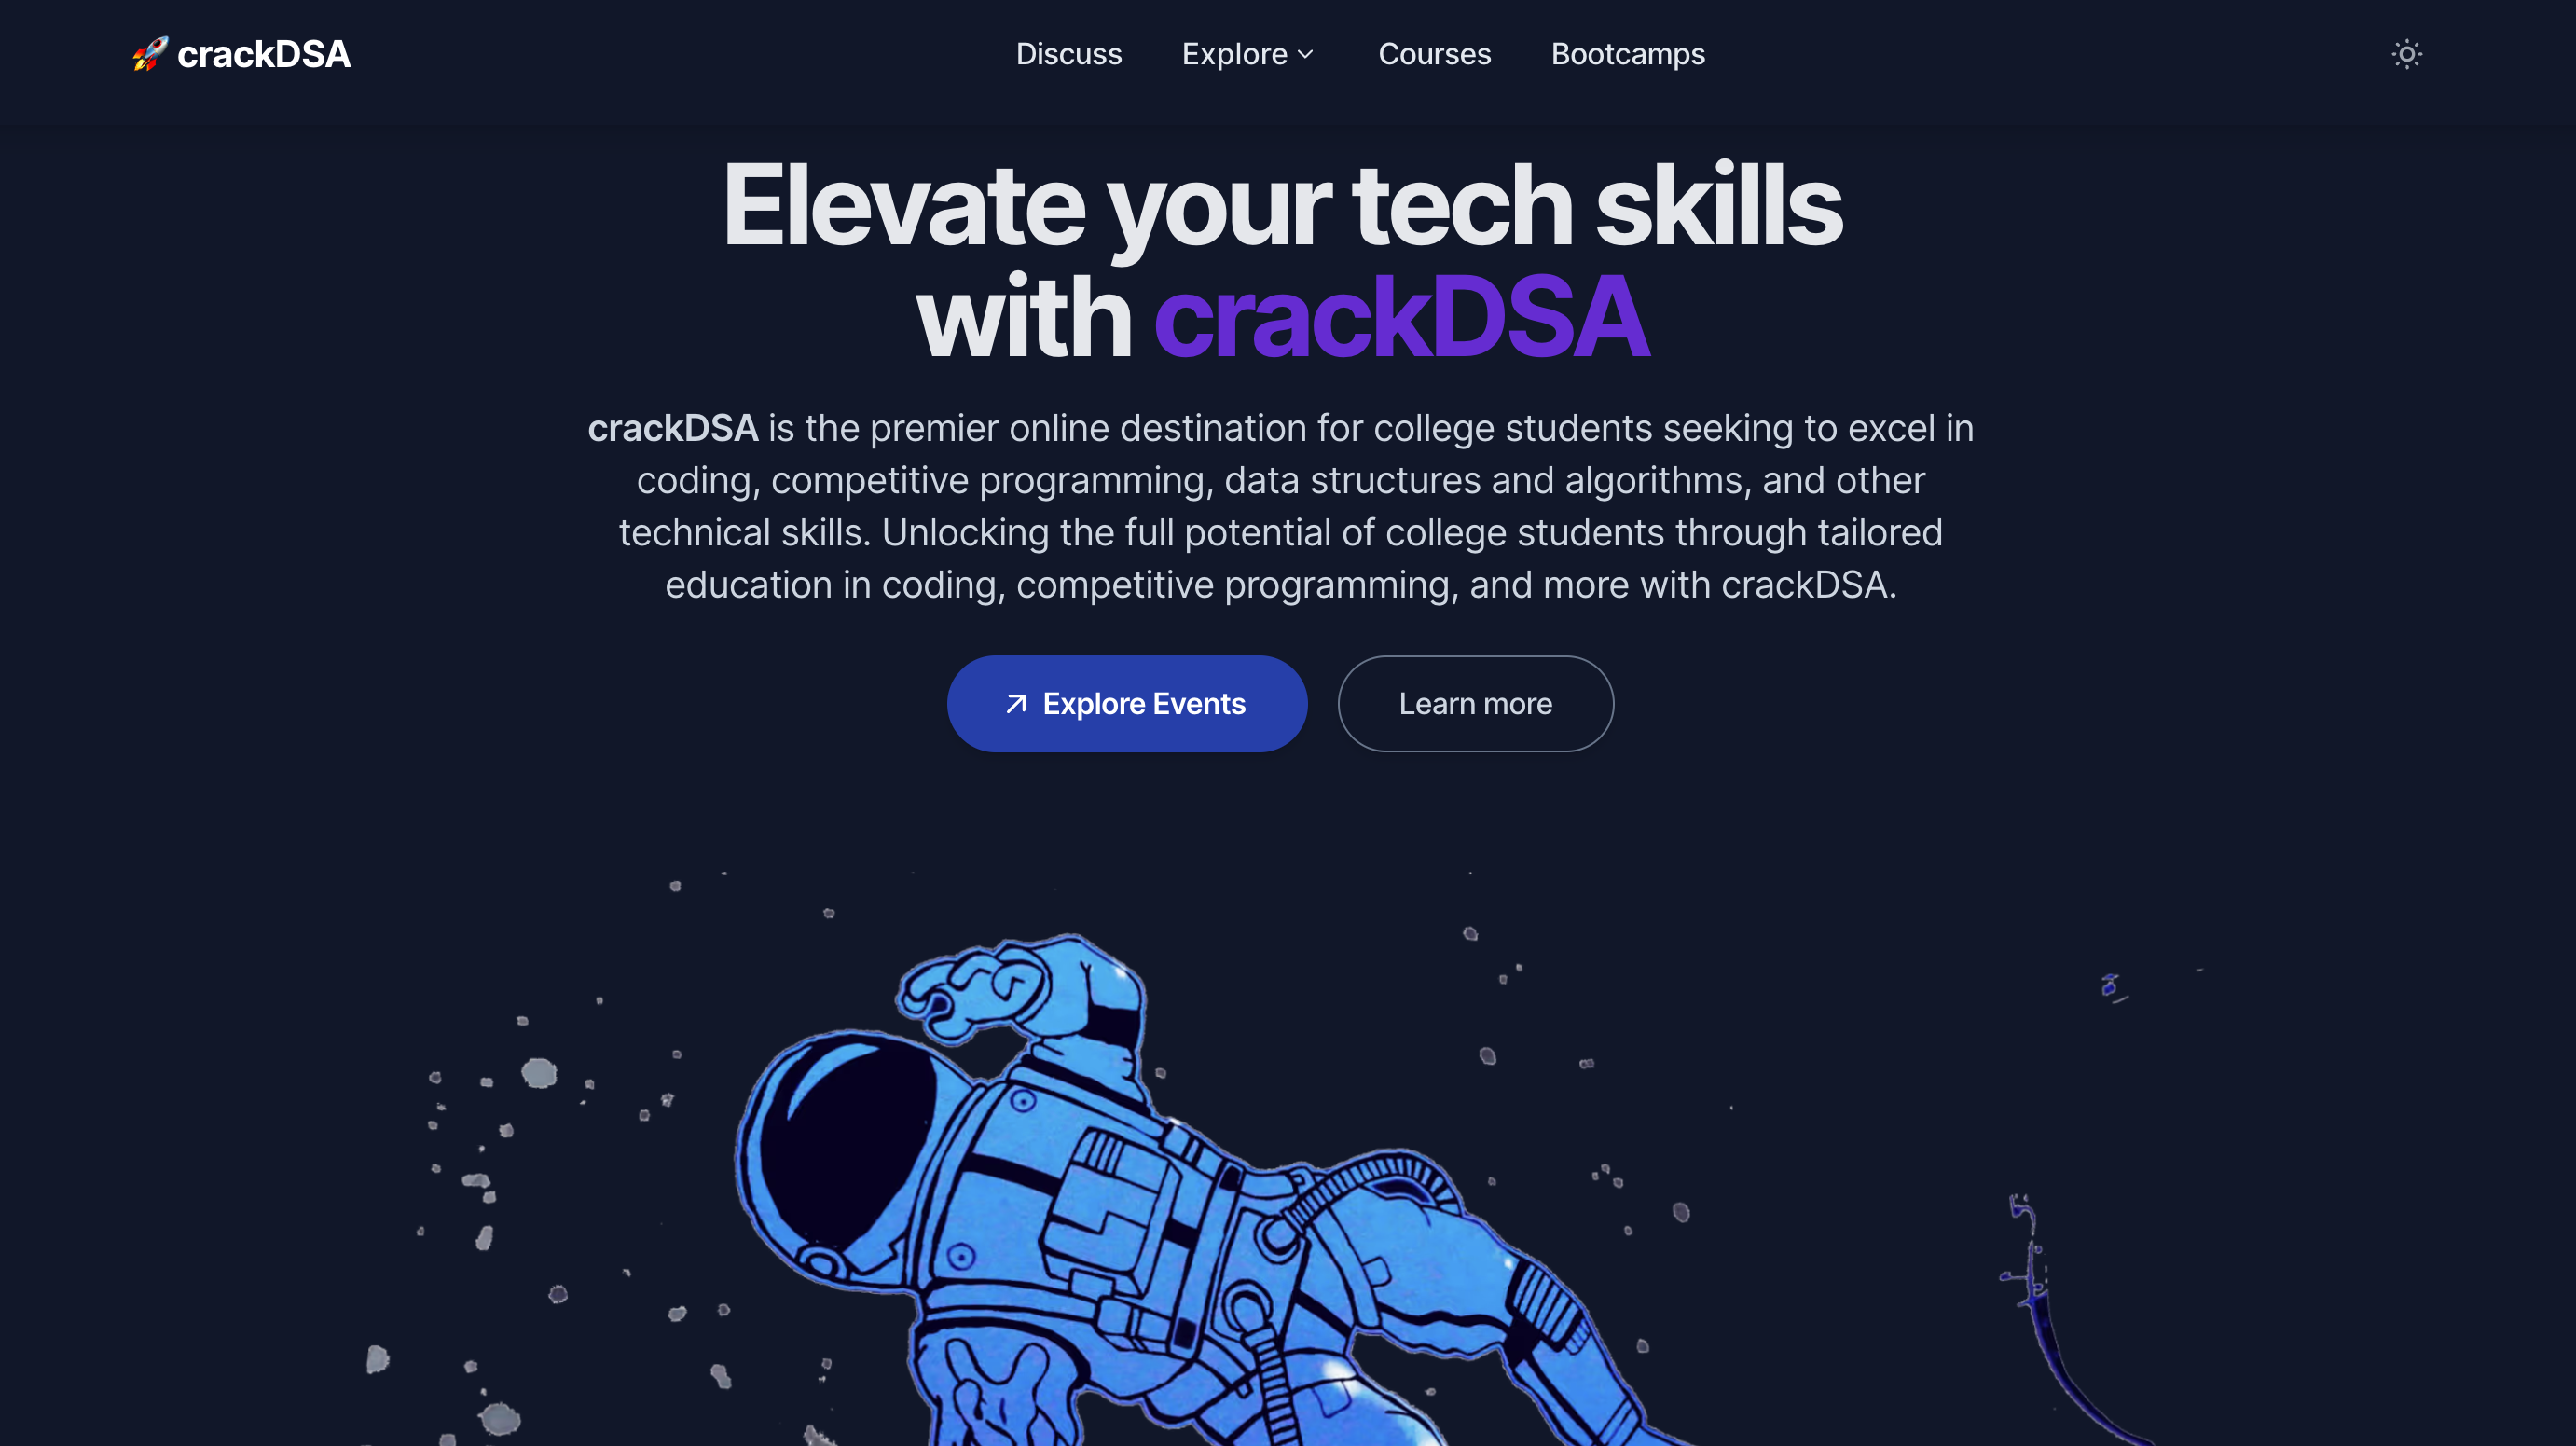 🚀 crackDSA
Discuss Explore Courses Bootcamps
Elevate your tech skills
with crackDSA
crackDSA is the premier online destination for college students seeking to excel in
coding, competitive programming, data structures and algorithms, and other
technical skills. Unlocking the full potential of college students through tailored
education in coding, competitive programming, and more with crackDSA.
Explore Events
Learn more